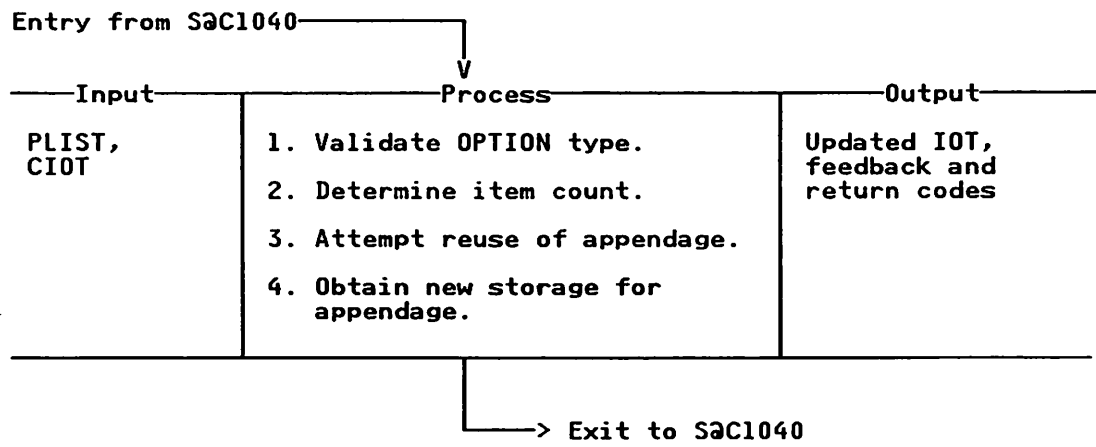 Entry from S∂C1040
V
Input
Process
Output
PLIST,
CIOT
1. Validate OPTION type.
2. Determine item count.
3. Attempt reuse of appendage.
4. Obtain new storage for
appendage.
Updated IOT,
feedback and
return codes
> Exit to S∂C1040